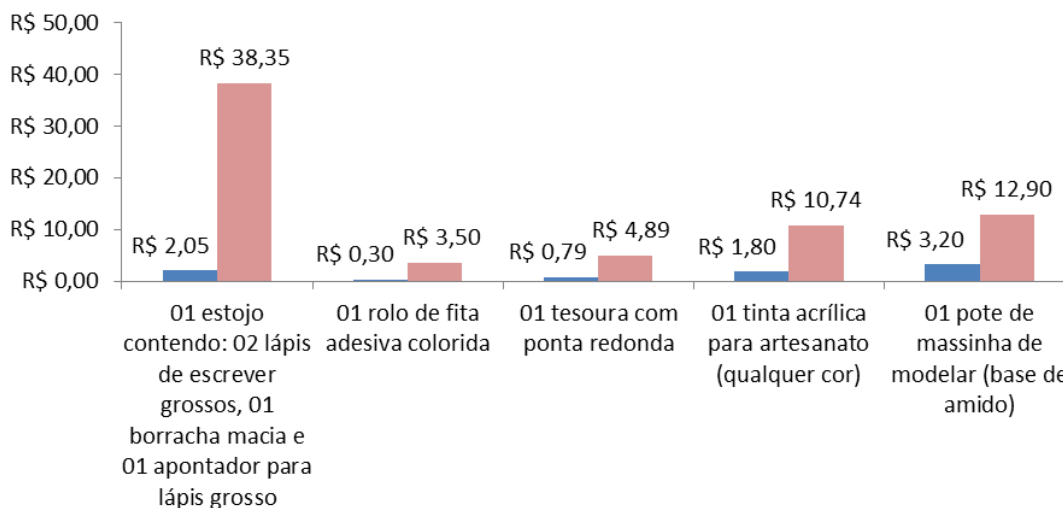 R$ 50,00
R$ 40,00
R$ 30,00
R$ 20,00
R$ 10,00
R$ 0,00
R$ 2,05
R$ 38,35
R$ 0,30
R$ 3,50
R$ 0,79
R$ 4,89
R$ 1,80
R$ 10,74
R$ 3,20
R$ 12,90
01 estojo
contendo: 02 lápis
de escrever
grossos, 01
borracha macia e
01 apontador para
lápis grosso
01 rolo de fita
adesiva colorida
01 tesoura com
ponta redonda
01 tinta acrílica
para artesanato
(qualquer cor)
01 pote de
massinha de
modelar (base de
amido)